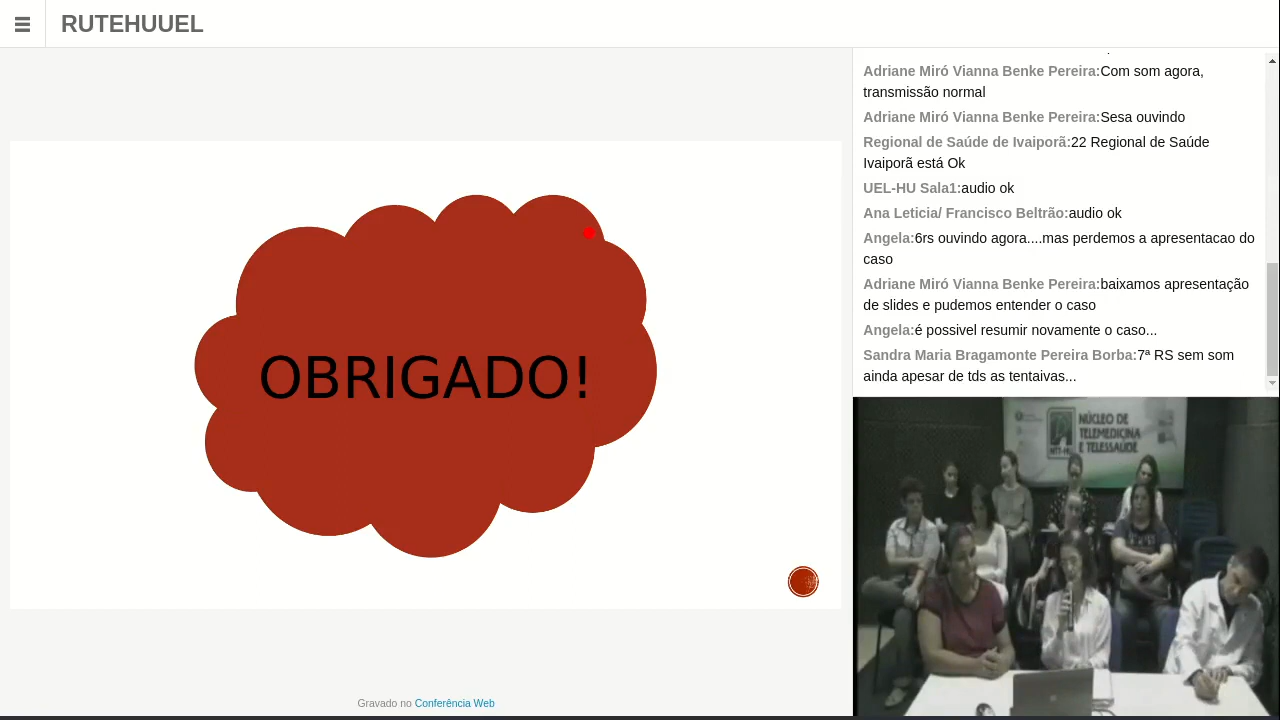 RUTEHUUEL
Adriane Miró Vianna Benke Pereira:Com som agora,
transmissão normal
Adriane Miró Vianna Benke Pereira:Sesa ouvindo
Regional de Saúde de Ivaiporã:22 Regional de Saúde
Ivaiporã está Ok
UEL-HU Sala1:audio ok
Ana Leticia/ Francisco Beltrão:audio ok
Angela:6rs ouvindo agora....mas perdemos a apresentacao do
caso
Adriane Miró Vianna Benke Pereira:baixamos apresentação
de slides e pudemos entender o caso
Angela:é possivel resumir novamente o caso...
Sandra Maria Bragamonte Pereira Borba:7ª RS sem som
ainda apesar de tds as tentaivas...
OBRIGADO!
NÚCLEO DE
TELEMEDICINA
E TELESSAÚDE
Gravado no Conferência Web